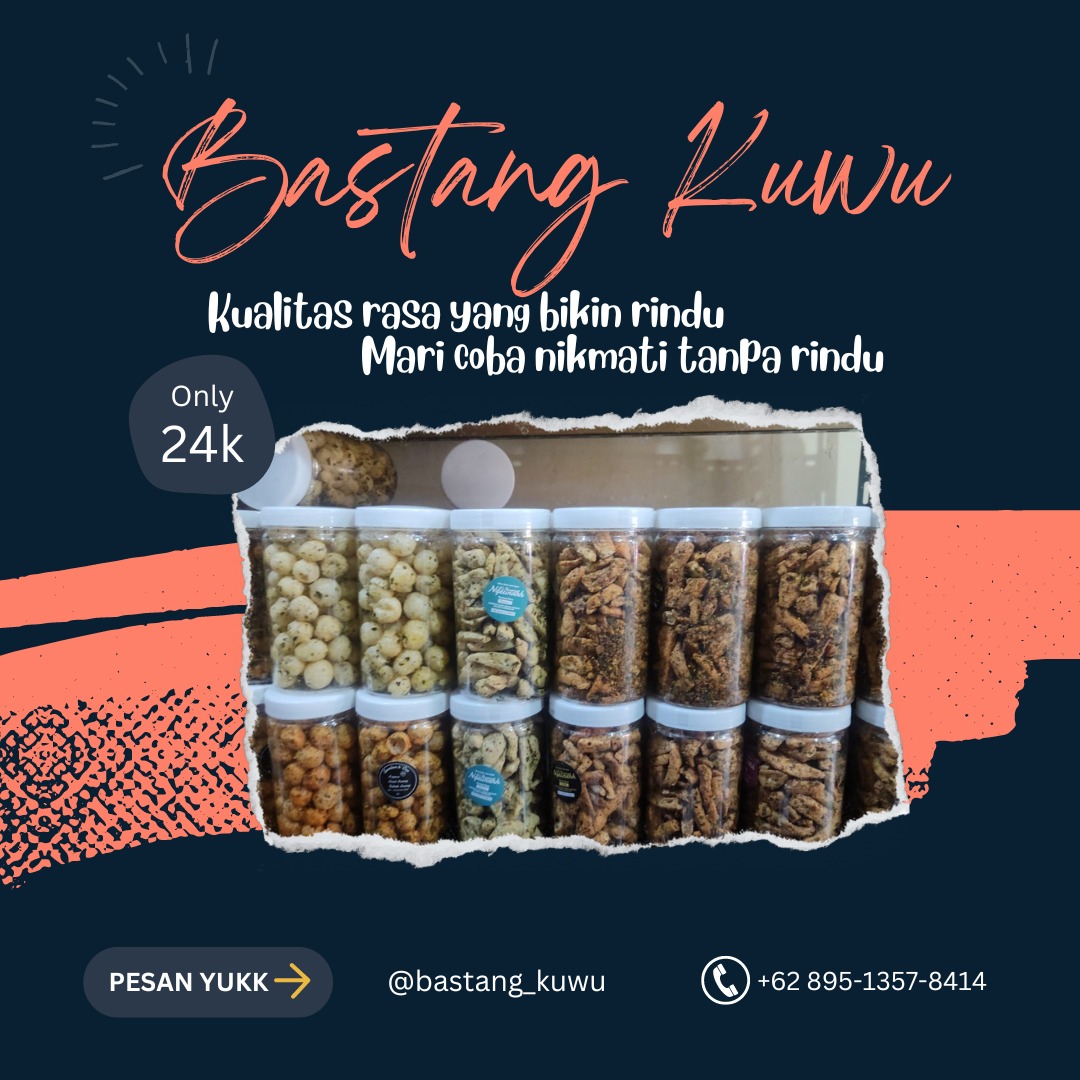 Bastang Kuwu
Kualitas rasa yang bikin rindu
Mari coba nikmati tanpa rindu
Only
24k
PESAN YUKK
@bastang_kuwu
+62 895-1357-8414